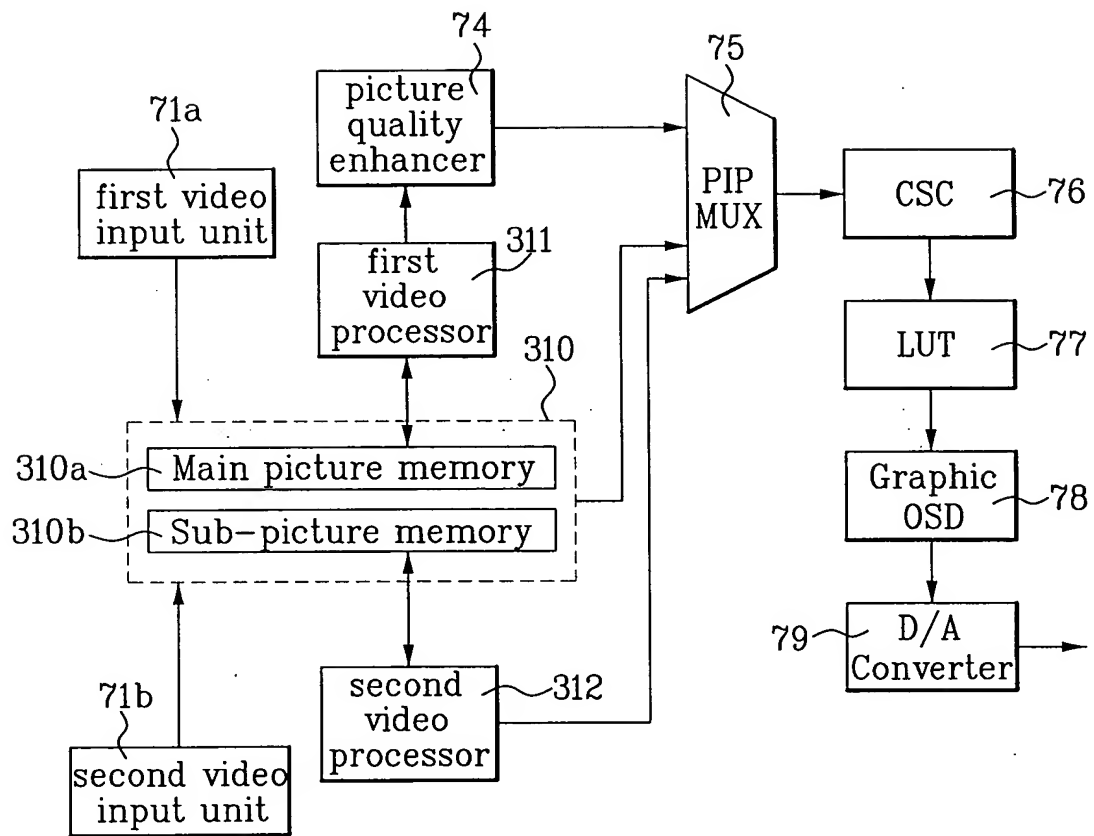 74
75
picture
quality
enhancer
71a
first video
input unit
PIP
MUX
CSC
76
311
first
video
processor
LUT
77
310
310a
Main picture memory
310b
Sub-picture memory
Graphic
OSD
78
79
D/A
Converter
71b
second
video
processor
312
second video
input unit